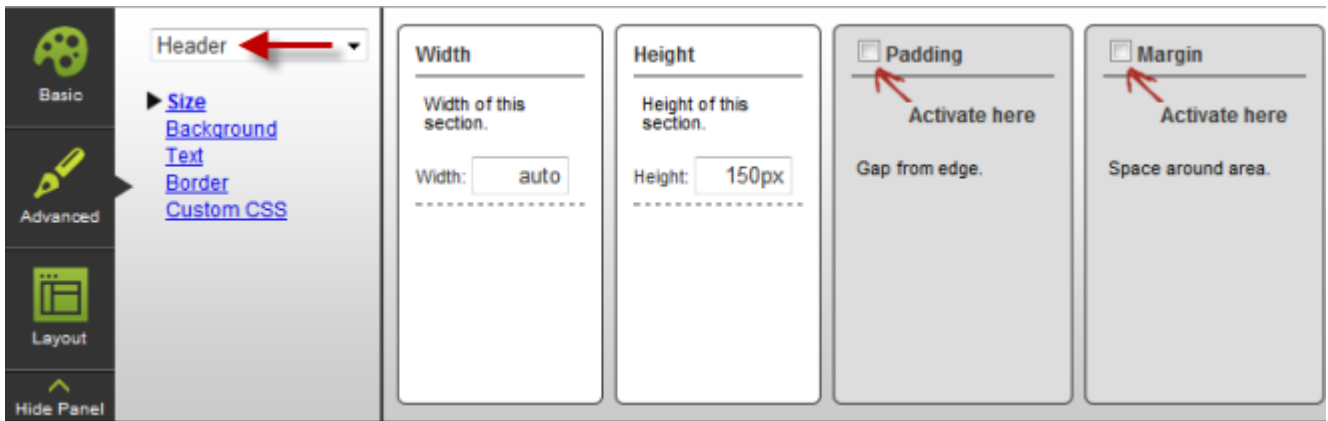 Basic
Advanced
Layout
Hide Panel
Header
Size
Background
Text
Border
Custom CSS
Width
Width of this
section.
Width: auto
Height
Height of this
section.
Height: 150px
Padding
Activate here
Gap from edge.
Margin
Activate here
Space around area.